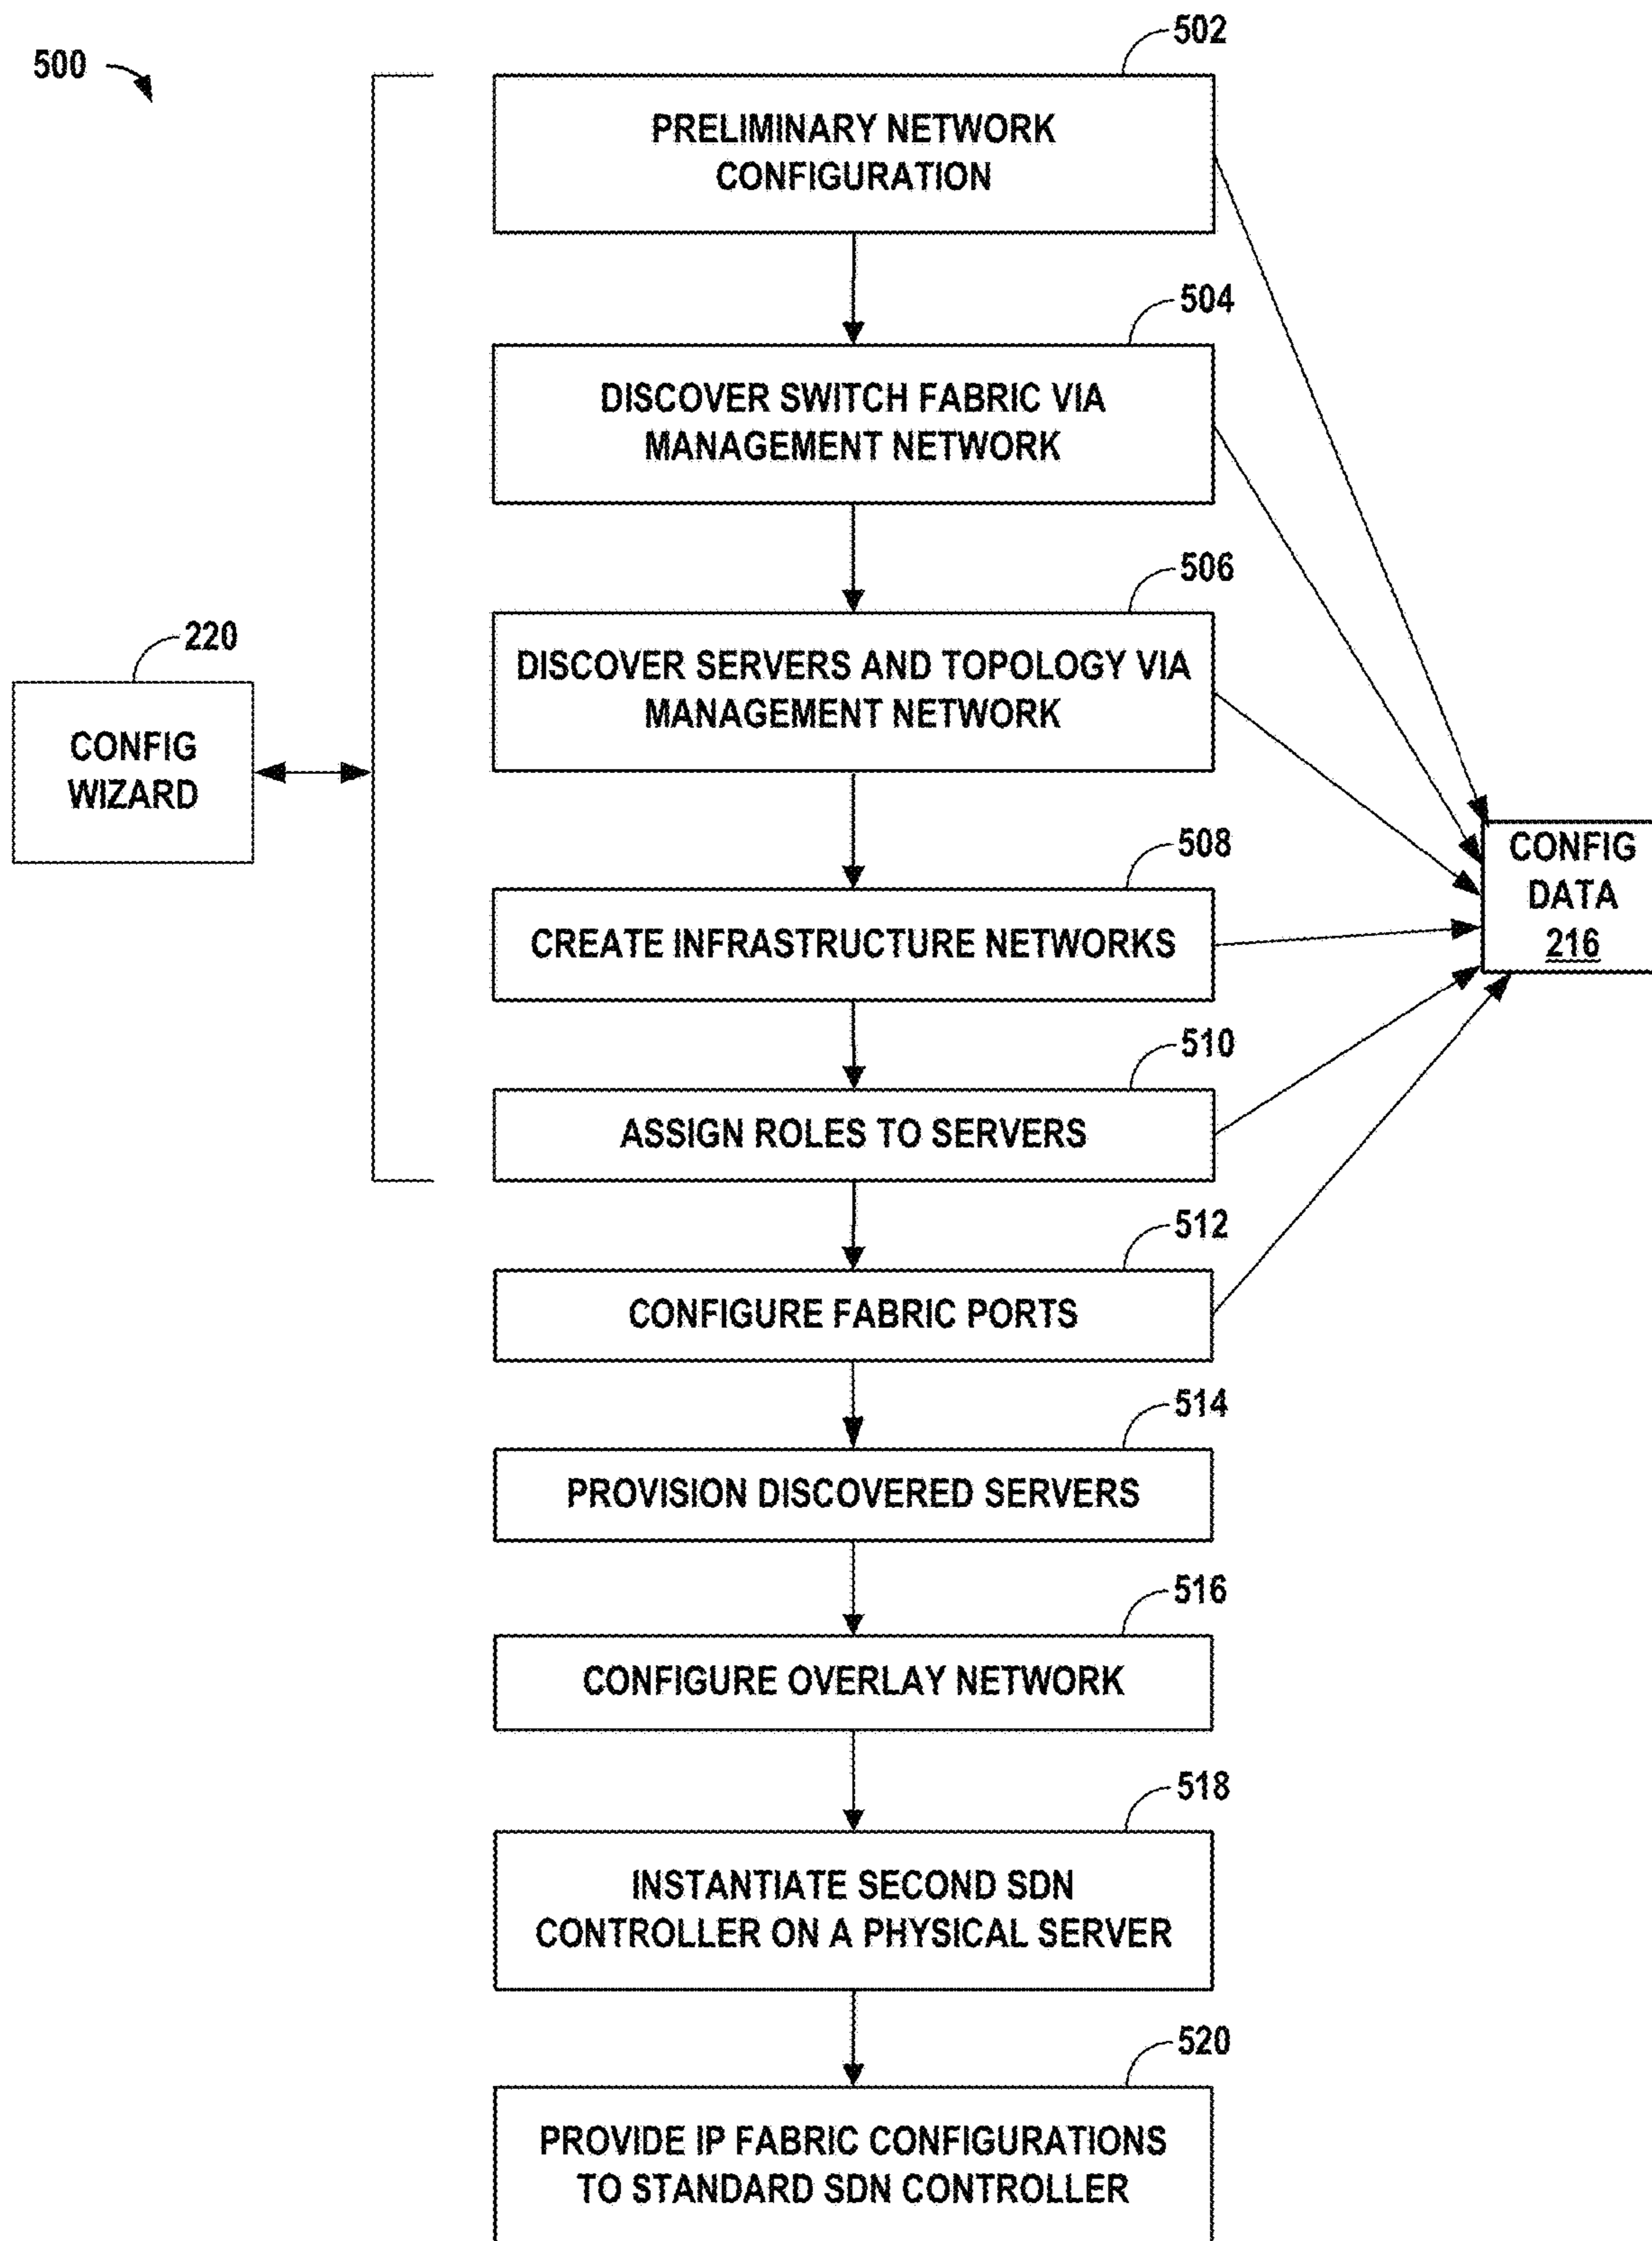 500
502
PRELIMINARY NETWORK
CONFIGURATION
504
DISCOVER SWITCH FABRIC VIA
MANAGEMENT NETWORK
506
DISCOVER SERVERS AND TOPOLOGY VIA
MANAGEMENT NETWORK
220
CONFIG
WIZARD
508
CREATE INFRASTRUCTURE NETWORKS
CONFIG
DATA
216
510
ASSIGN ROLES TO SERVERS
512
CONFIGURE FABRIC PORTS
514
PROVISION DISCOVERED SERVERS
516
CONFIGURE OVERLAY NETWORK
518
INSTANTIATE SECOND SDN
CONTROLLER ON A PHYSICAL SERVER
520
PROVIDE IP FABRIC CONFIGURATIONS
TO STANDARD SDN CONTROLLER